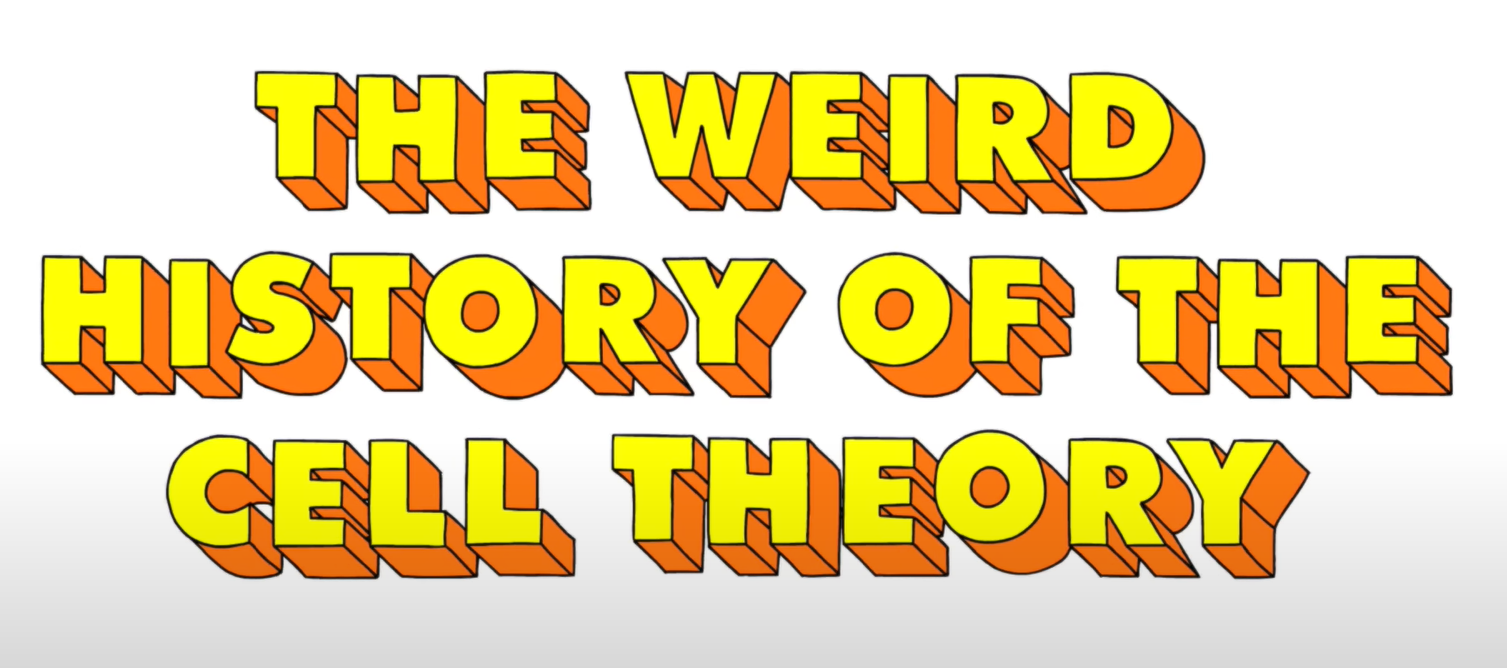 THE WEIRD
HISTORY OF THE
CELL THEORY